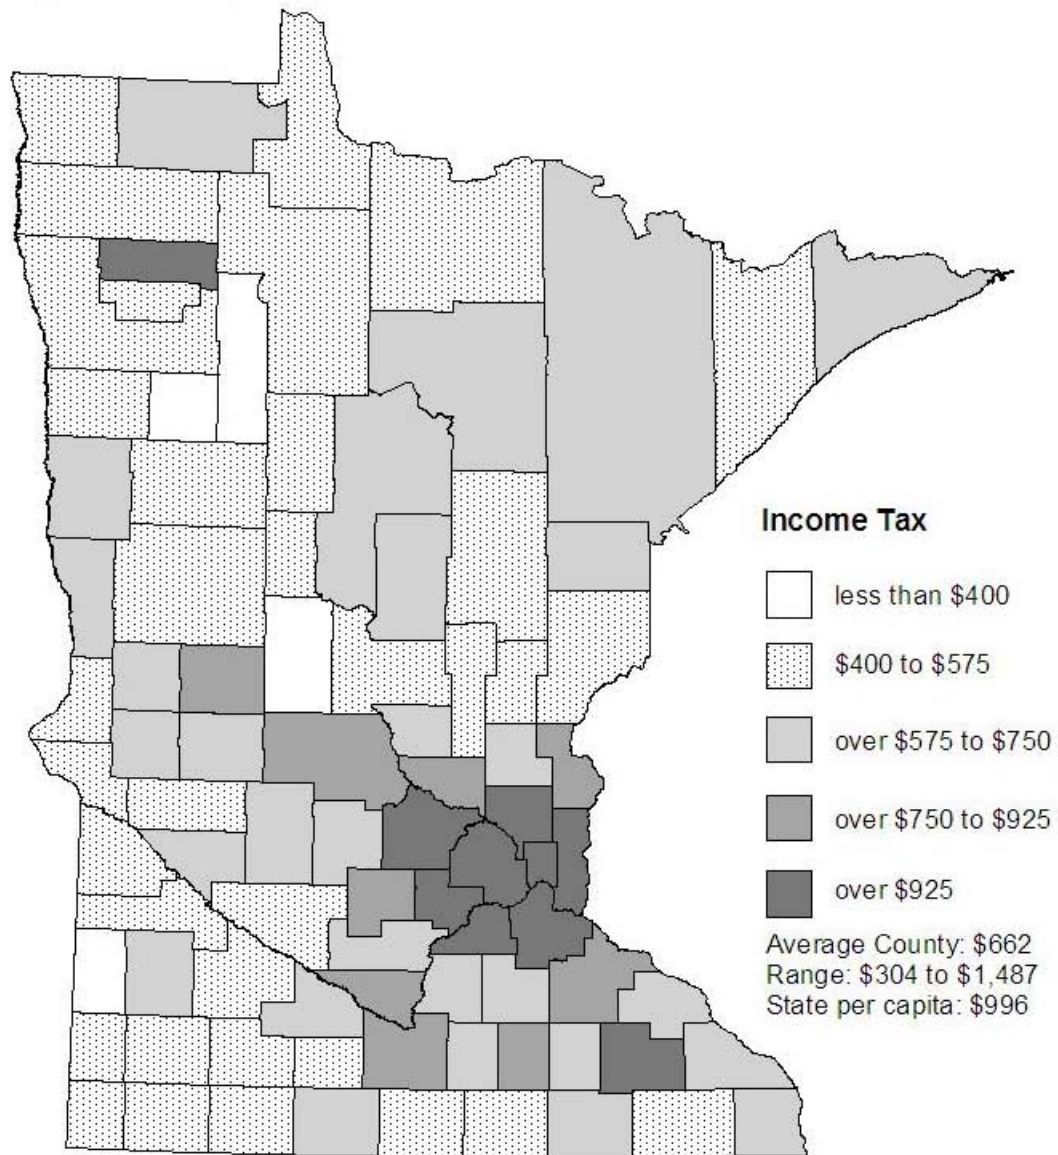 Income Tax
less than $400
$400 to $575
over $575 to $750
over $750 to $925
over $925
Average County: $662
Range: $304 to $1,487
State per capita: $996